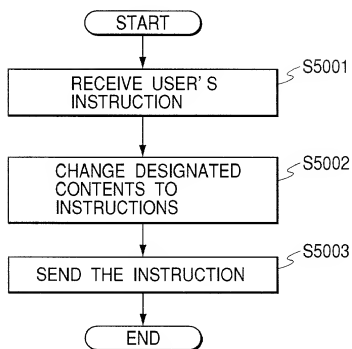 START
S5001
RECEIVE USER'S
INSTRUCTION
S5002
CHANGE DESIGNATED
CONTENTS TO
INSTRUCTIONS
S5003
SEND THE INSTRUCTION
END